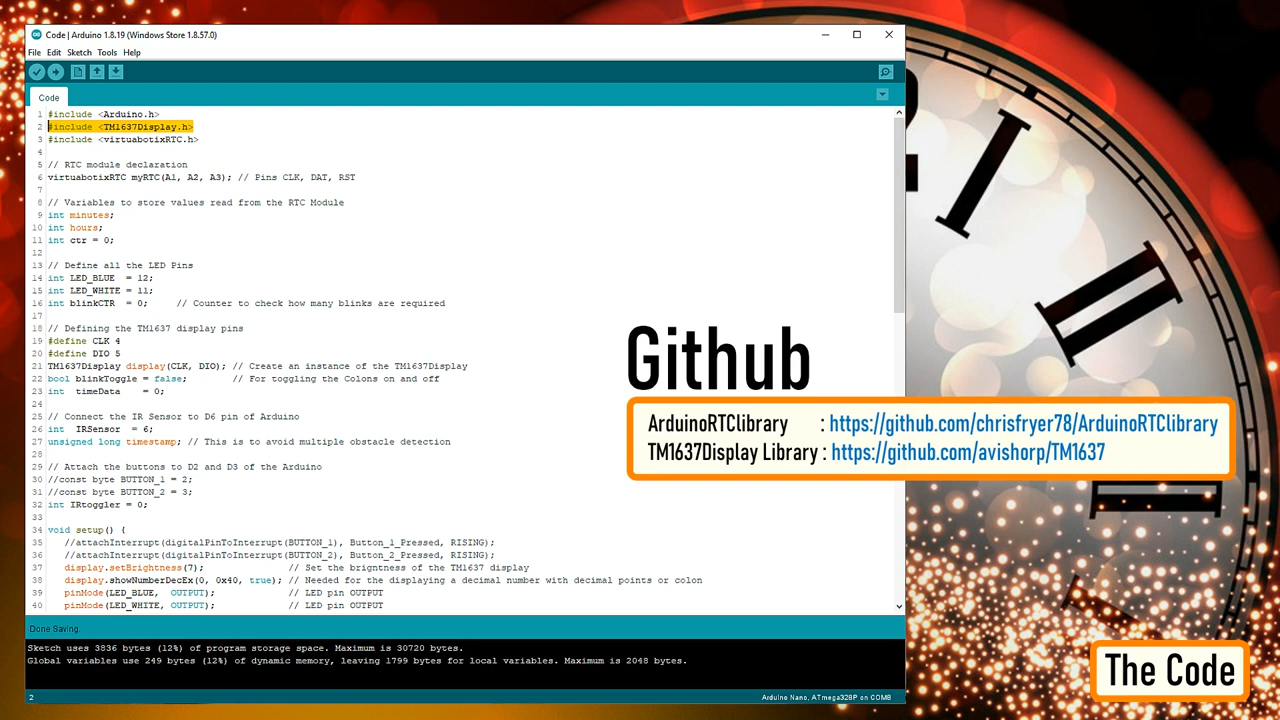 Code | Arduino 1.8.19 (Windows Store 1.8.57.0)
File Edit Sketch Tools Help
Code
1 #include <Arduino.h>
2 #include <TM1637Display.h>
3 #include <virtuabotixRTC.h>
4
5 // RTC module declaration
6 virtuabotixRTC myRTC(A1, A2, A3); // Pins CLK, DAT, RST
7
8 // Variables to store values read from the RTC Module
9 int minutes;
10 int hours;
11 int ctr = 0;
12
13 // Define all the LED Pins
14 int LED_BLUE = 12;
15 int LED_WHITE = 11;
16 int blinkCTR = 0; // Counter to check how many blinks are required
17
18 // Defining the TM1637 display pins
19 #define CLK 4
20 #define DIO 5
21 TM1637Display display(CLK, DIO); // Create an instance of the TM1637Display
22 bool blinkToggle = false; // For toggling the Colons on and off
23 int timeData = 0;
24
25 // Connect the IR Sensor to D6 pin of Arduino
26 int IRSensor = 6;
27 unsigned long timestamp; // This is to avoid multiple obstacle detection
28
29 // Attach the buttons to D2 and D3 of the Arduino
30 //const byte BUTTON_1 = 2;
31 //const byte BUTTON_2 = 3;
32 int IRtoggler = 0;
33
34 void setup() {
35 //attachInterrupt(digitalPinToInterrupt(BUTTON_1), Button_1_Pressed, RISING);
36 //attachInterrupt(digitalPinToInterrupt(BUTTON_2), Button_2_Pressed, RISING);
37 display.setBrightness(7); // Set the brigntness of the TM1637 display
38 display.showNumberDecEx(0, 0x40, true); // Needed for the displaying a decimal number with decimal points or colon
39 pinMode(LED_BLUE, OUTPUT); // LED pin OUTPUT
40 pinMode(LED_WHITE, OUTPUT); // LED pin OUTPUT
Github
ArduinoRTClibrary : https://github.com/chrisfryer78/ArduinoRTClibrary
TM1637Display Library : https://github.com/avishorp/TM1637
Done Saving.
Sketch uses 3836 bytes (12%) of program storage space. Maximum is 30720 bytes.
Global variables use 249 bytes (12%) of dynamic memory, leaving 1799 bytes for local variables. Maximum is 2048 bytes.
2 Arduino Nano, ATmega328P on COM8
The Code